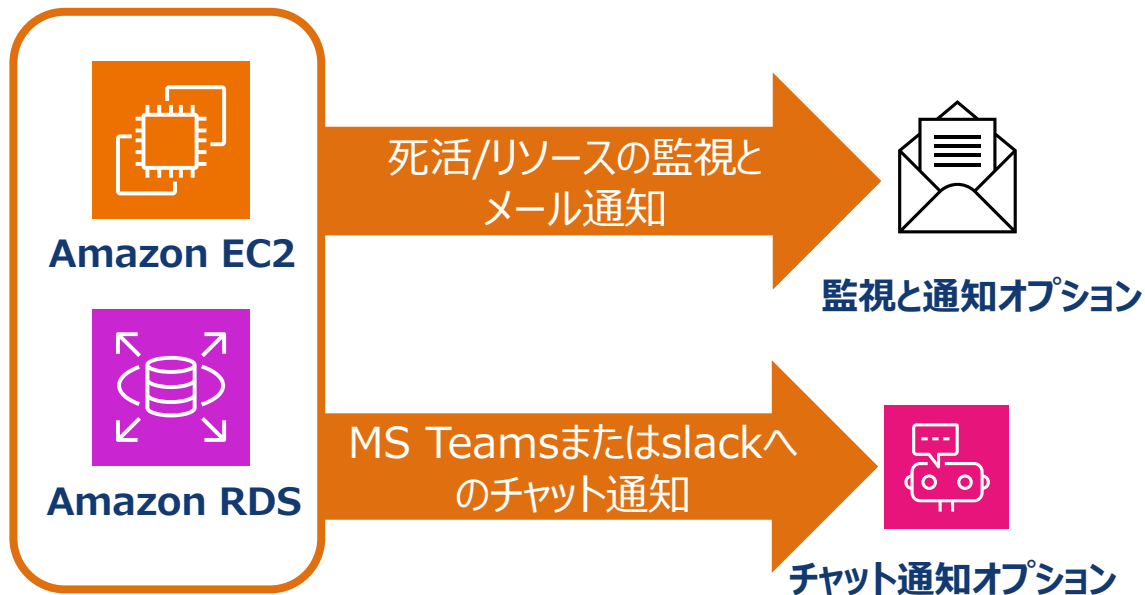 Amazon EC2
Amazon RDS
死活/リソースの監視と
メール通知
監視と通知オプション
MS Teamsまたはslackへ
のチャット通知
チャット通知オプション